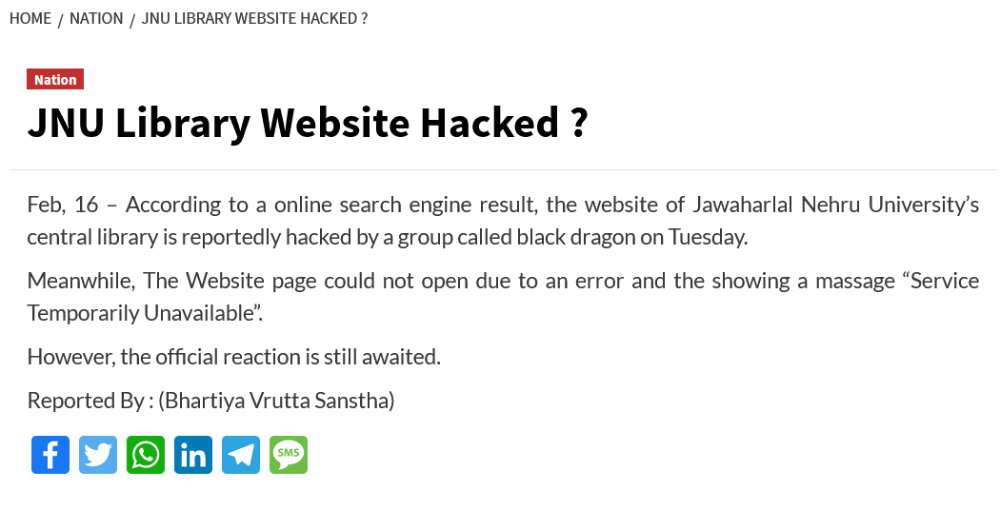 HOME / NATION / JNU LIBRARY WEBSITE HACKED ?
Nation
JNU Library Website Hacked ?
Feb, 16 – According to a online search engine result, the website of Jawaharlal Nehru University’s
central library is reportedly hacked by a group called black dragon on Tuesday.
Meanwhile, The Website page could not open due to an error and the showing a massage “Service
Temporarily Unavailable”.
However, the official reaction is still awaited.
Reported By : (Bhartiya Vrutta Sanstha)
SMS